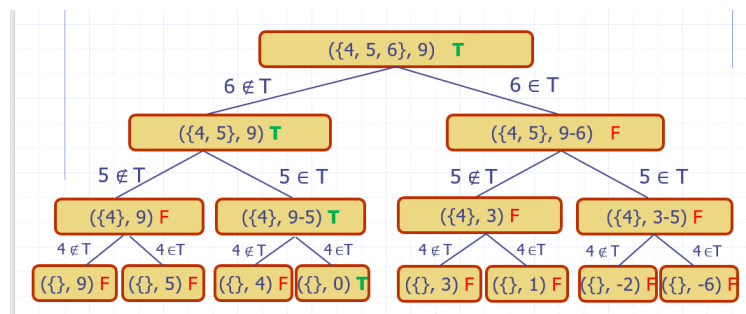 ({4, 5, 6}, 9) T
6 ∉ T 6 ∈ T
({4, 5}, 9) T ({4, 5}, 9-6) F
5 ∉ T 5 ∈ T 5 ∉ T 5 ∈ T
({4}, 9) F ({4}, 9-5) T ({4}, 3) F ({4}, 3-5) F
4 ∉T 4 ∈T 4 ∉T 4 ∈T 4 ∉T 4 ∈T 4 ∉T 4 ∈T
({}, 9) F ({}, 5) F ({}, 4) F ({}, 0) T ({}, 3) F ({}, 1) F ({}, -2) F ({}, -6) F